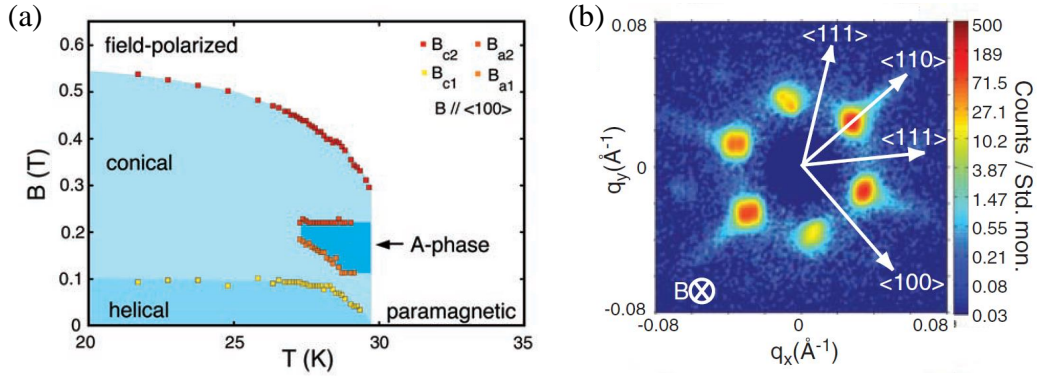 (a)
B (T)
0.6
0.5
0.4
0.3
0.2
0.1
0
field-polarized
B_c2 B_a2
B_c1 B_a1
B // <100>
conical
A-phase
helical
paramagnetic
20 25 30 35
T (K)
(b)
0.08
0
-0.08
q_y(Å⁻¹)
<111>
<110>
<111>
<100>
B
-0.08 0 0.08
q_x(Å⁻¹)
500
189
71.5
27.1
10.2
3.87
1.47
0.55
0.21
0.08
0.03
Counts / Std. mon.